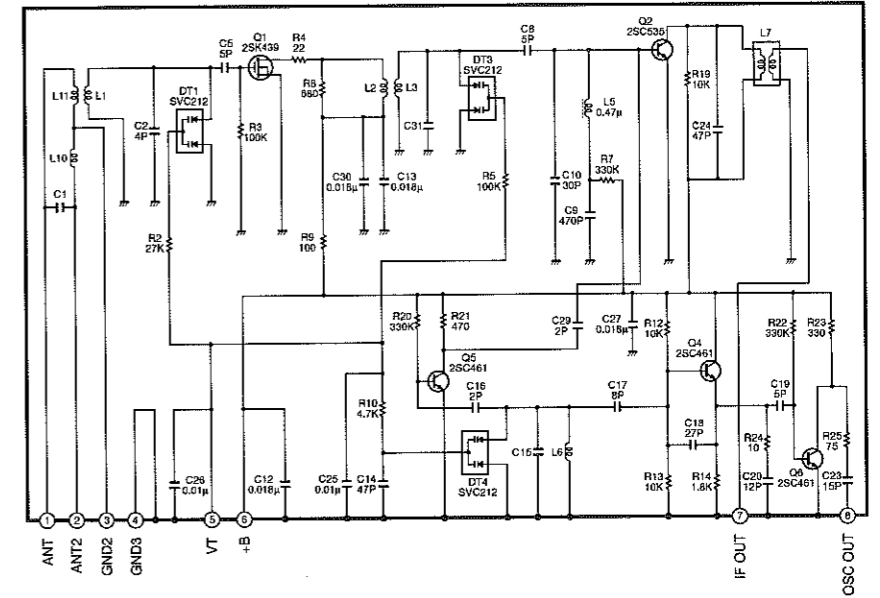 Q1
2SK439
R4
22
C5
5P
C8
5P
Q2
2SC535
L7
DT3
SVC212
L11
L1
DT1
SVC212
R6
680
L2
L3
R19
10K
C2
4P
R3
100K
C31
L5
0.47μ
C24
47P
L10
R7
330K
C30
0.018μ
C13
0.018μ
R5
100K
C10
30P
C1
C9
470P
R2
27K
R9
100
R20
330K
R21
470
C29
2P
C27
0.018μ
R12
10K
R22
330K
R23
330
Q5
2SC461
Q4
2SC461
C16
2P
C17
8P
C19
5P
R10
4.7K
C18
27P
R24
10
R25
75
C26
0.01μ
C12
0.018μ
C25
0.01μ
C14
47P
DT4
SVC212
C15
L6
R13
10K
R14
1.8K
C20
12P
Q6
2SC461
C23
15P
1
2
3
4
5
6
7
8
ANT
ANT2
GND2
GND3
VT
+B
IF OUT
OSC OUT